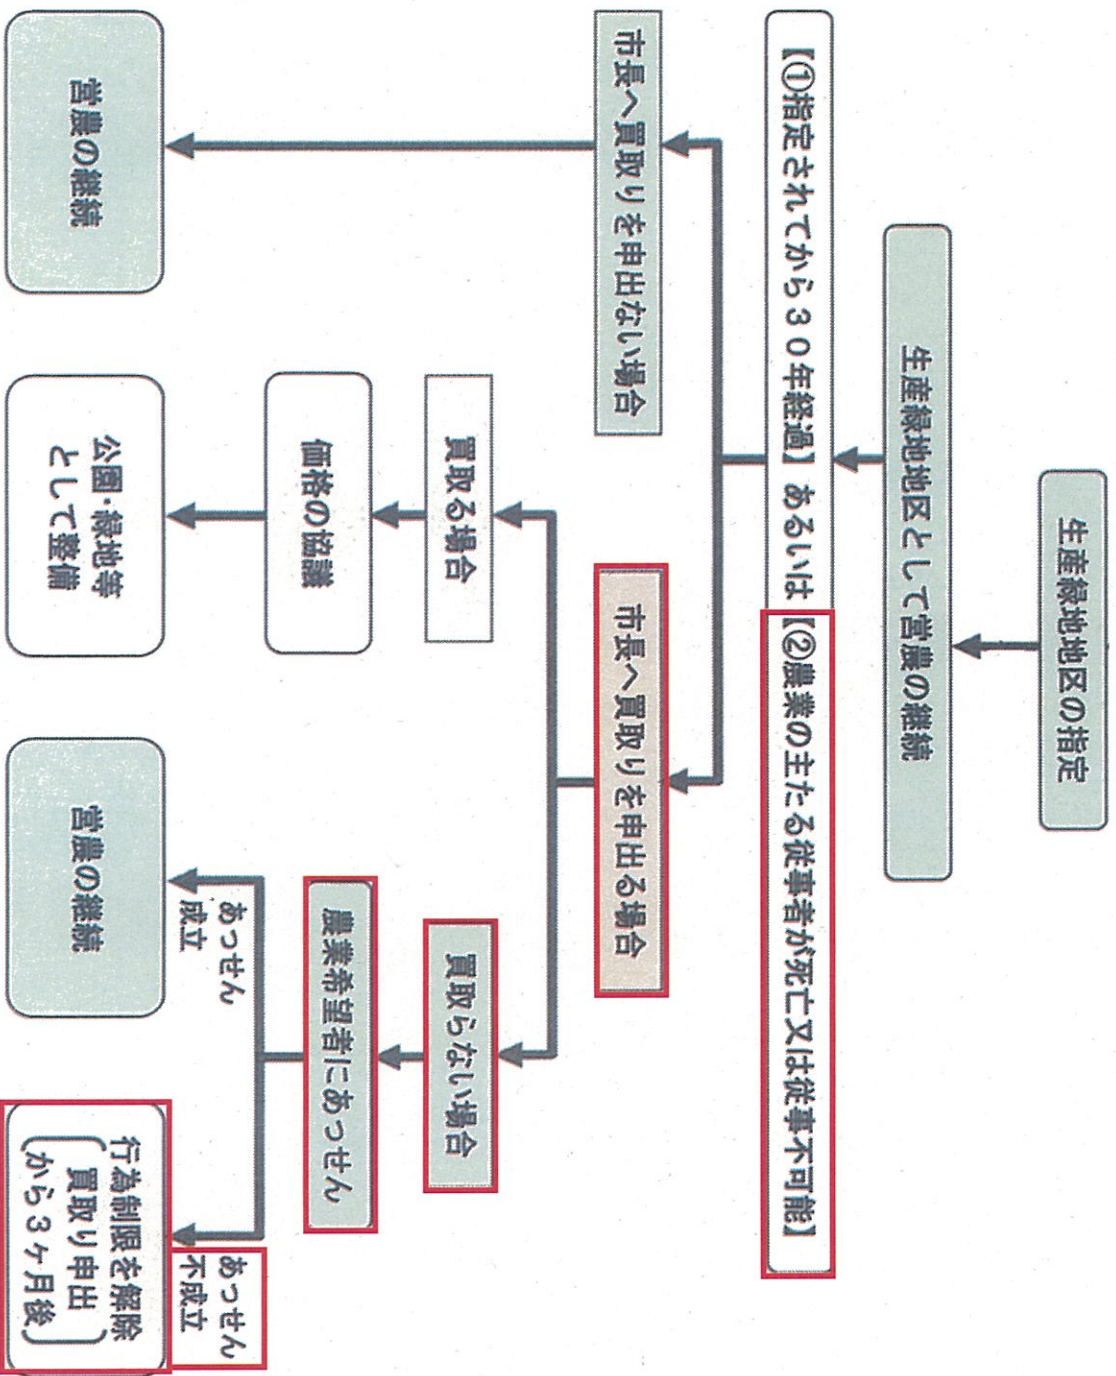 生産緑地地区の指定
生産緑地地区として営農の継続
【①指定されてから30年経過】あるいは【②農業の主たる従事者が死亡又は従事不可能】
市長へ買取りを申出ない場合
市長へ買取りを申出る場合
買取る場合
買取らない場合
価格の協議
農業希望者にあっせん
あっせん
成立
あっせん
不成立
営農の継続
公園・緑地等
として整備
営農の継続
行為制限を解除
買取り申出
から3ヶ月後